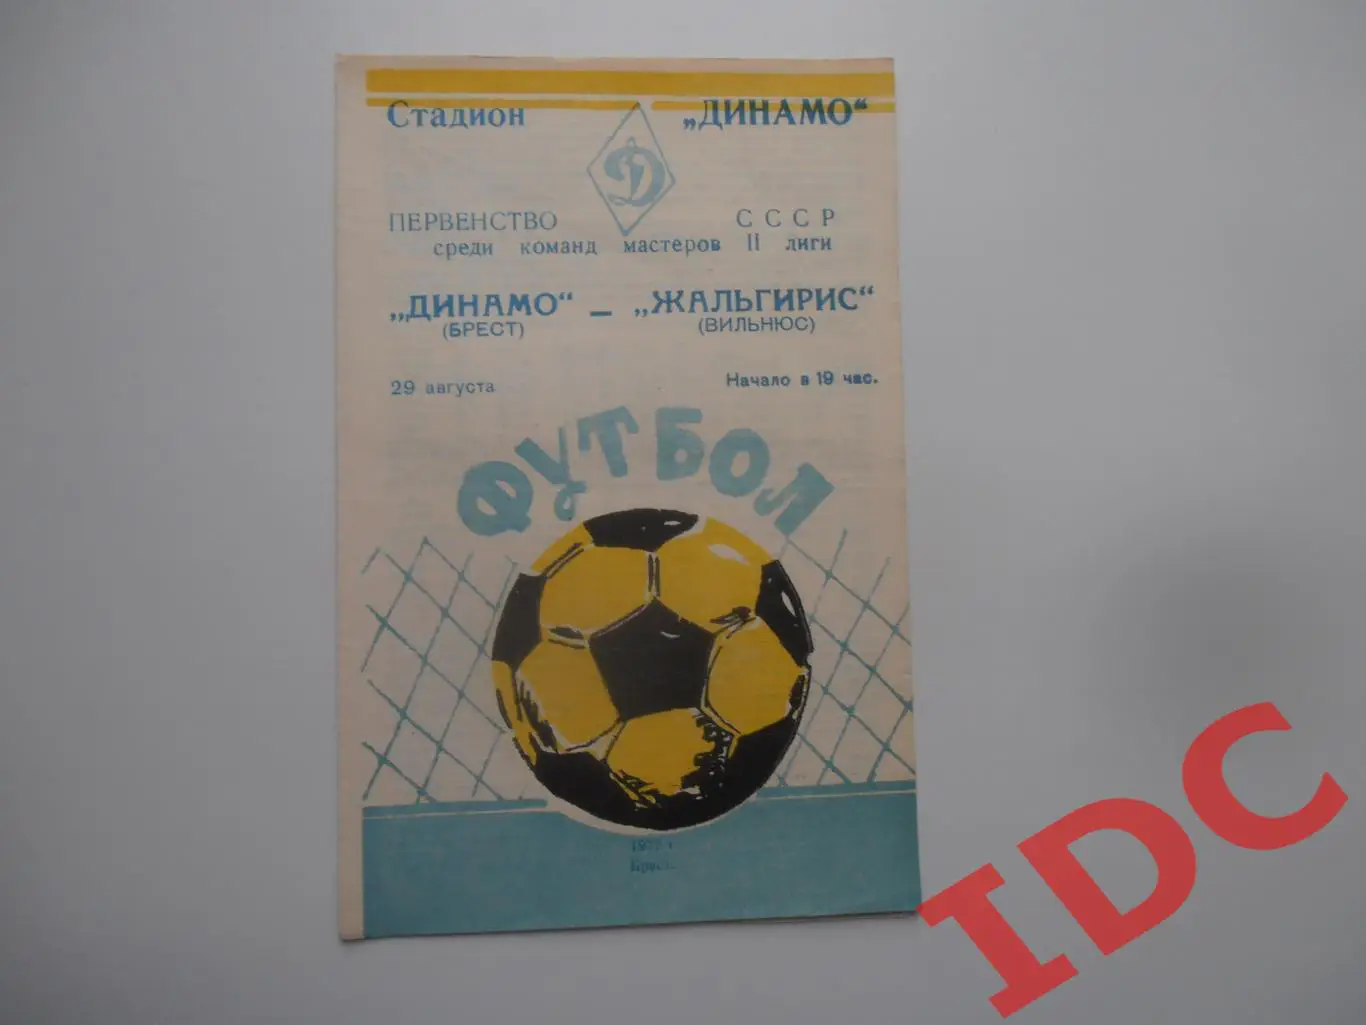 Стадион „ДИНАМО“
Д
ПЕРВЕНСТВО СССР
среди команд мастеров II лиги
„ДИНАМО“ – „ЖАЛЬГИРИС“
(БРЕСТ) (ВИЛЬНЮС)
29 августа Начало в 19 час.
ФУТБОЛ
IDC